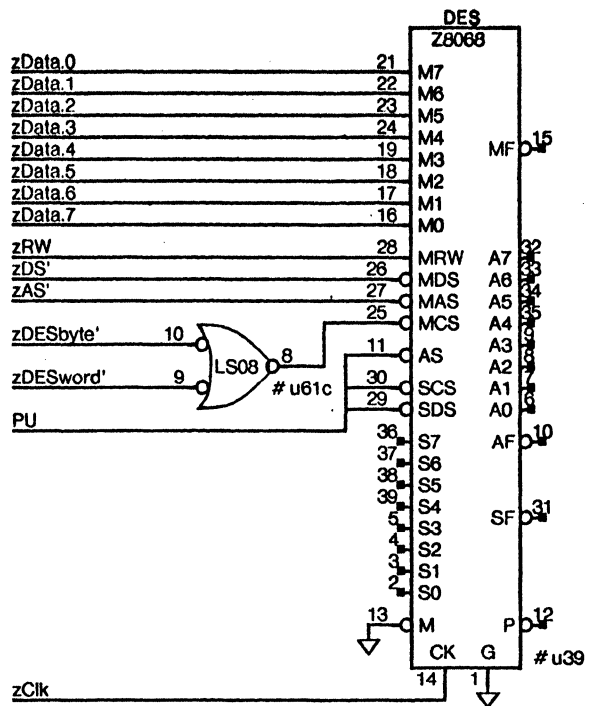 DES
Z8068
zData.0 21 M7
zData.1 22 M6
zData.2 23 M5
zData.3 24 M4
zData.4 19 M3
zData.5 18 M2
zData.6 17 M1
zData.7 16 M0
MF 15
zRW 28 MRW A7 32
zDS' 26 MDS A6 33
zAS' 27 MAS A5 34
25 MCS A4 35
zDESbyte' 10 LS08 8 # u61c
zDESword' 9
11 AS A3 9
A2 8
30 SCS A1 7
29 SDS A0 6
PU
36 S7 AF 10
37 S6
38 S5
39 S4 SF 31
5 S3
4 S2
3 S1
2 S0
13 M P 12
CK G # u39
14 1
zClk